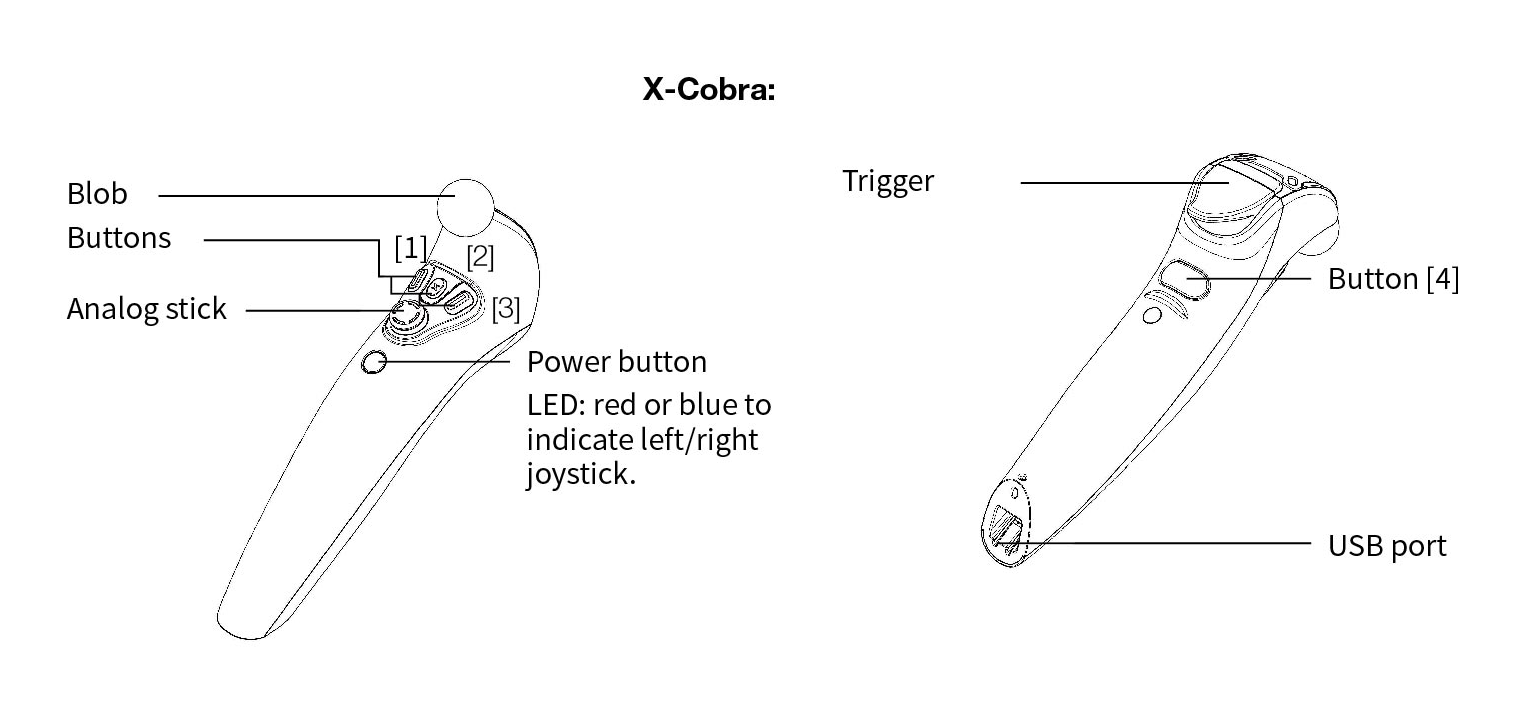 X-Cobra:
Blob
Buttons
[1]
[2]
Analog stick
[3]
Power button
LED: red or blue to
indicate left/right
joystick.
Trigger
Button [4]
USB port